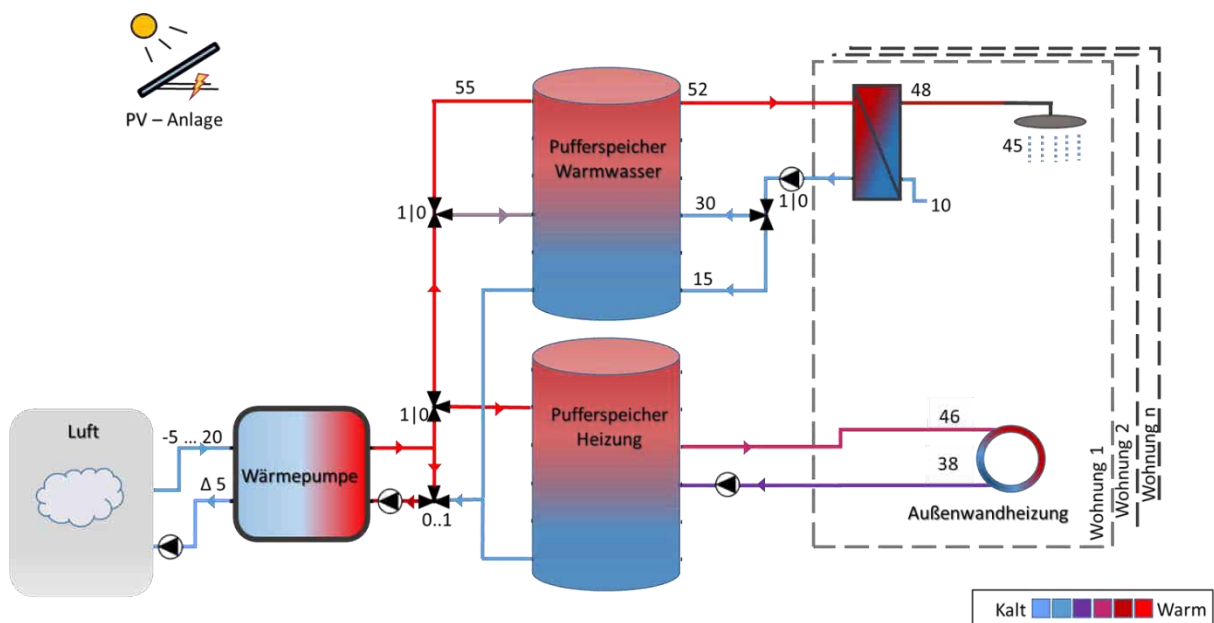 PV – Anlage
55
52
48
Pufferspeicher
Warmwasser
45
1|0
30
1|0
10
15
Luft
-5 ... 20
Δ 5
Wärmepumpe
1|0
0..1
Pufferspeicher
Heizung
46
38
Außenwandheizung
Wohnung 1
Wohnung 2
Wohnung n
Kalt
Warm